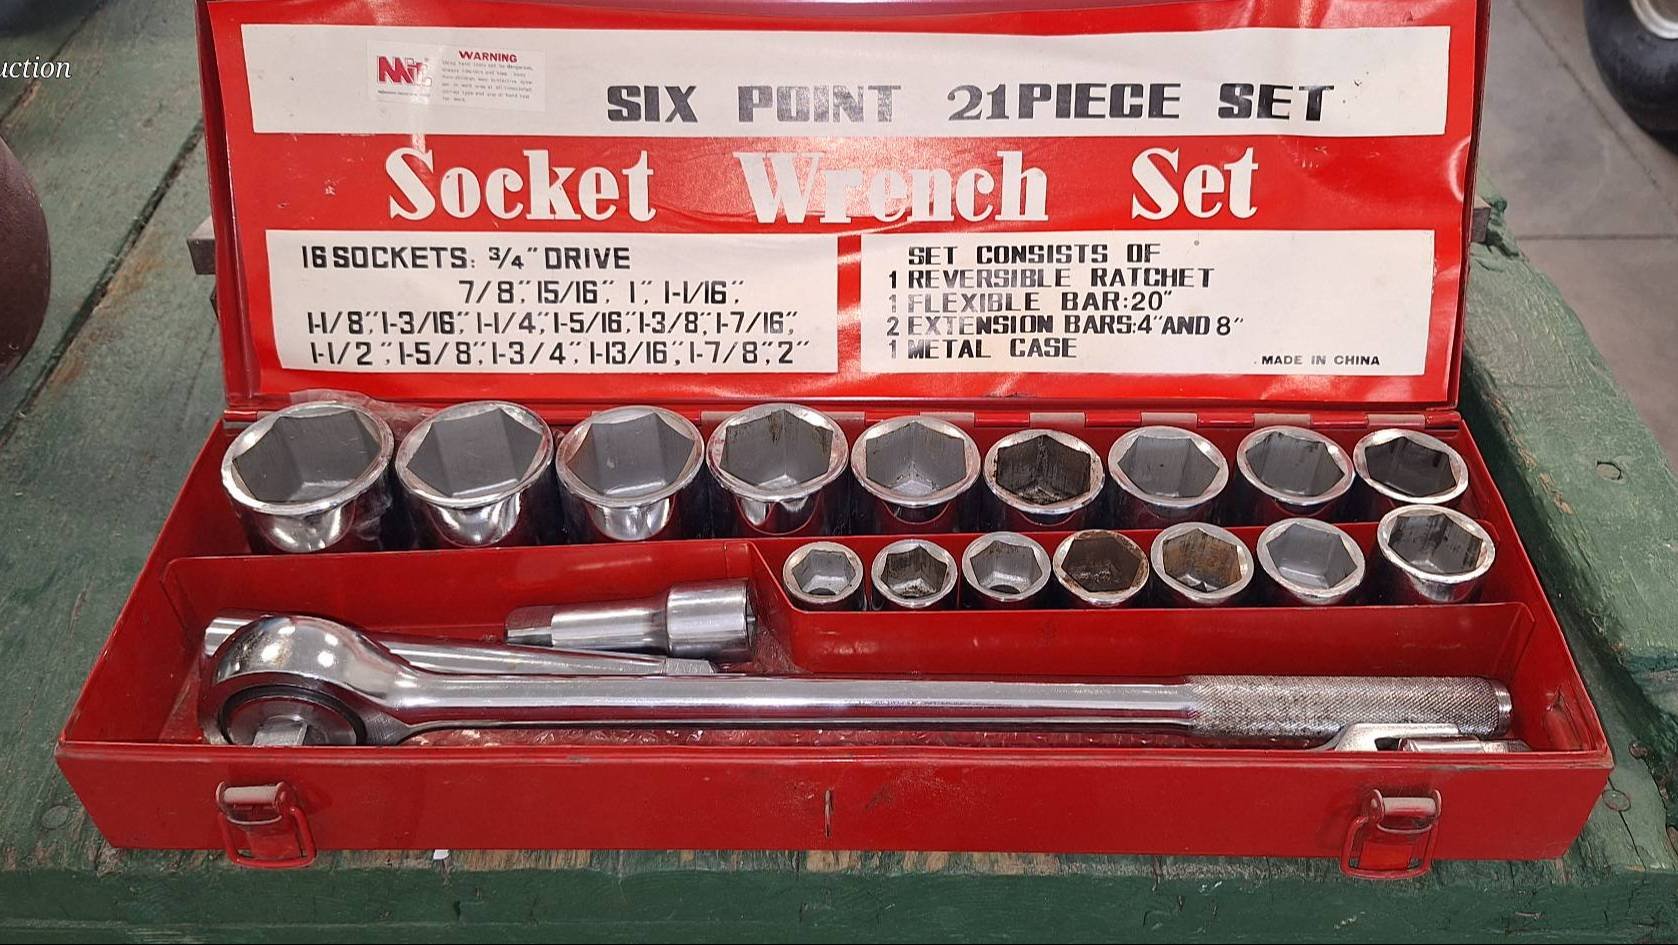 uction
MIT
WARNING
SIX POINT 21 PIECE SET
Socket Wrench Set
16 SOCKETS: 3/4" DRIVE
7/8", 15/16", 1", 1-1/16",
1-1/8", 1-3/16", 1-1/4", 1-5/16", 1-3/8", 1-7/16",
1-1/2", 1-5/8", 1-3/4", 1-13/16", 1-7/8", 2"
SET CONSISTS OF
1 REVERSIBLE RATCHET
1 FLEXIBLE BAR: 20"
2 EXTENSION BARS: 4" AND 8"
1 METAL CASE
MADE IN CHINA